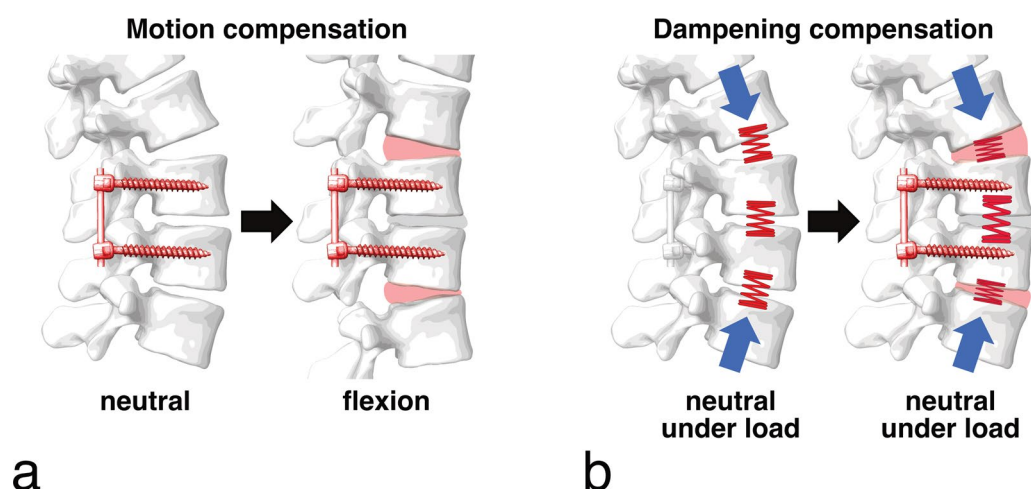 Motion compensation
Dampening compensation
neutral
flexion
neutral
under load
neutral
under load
a
b